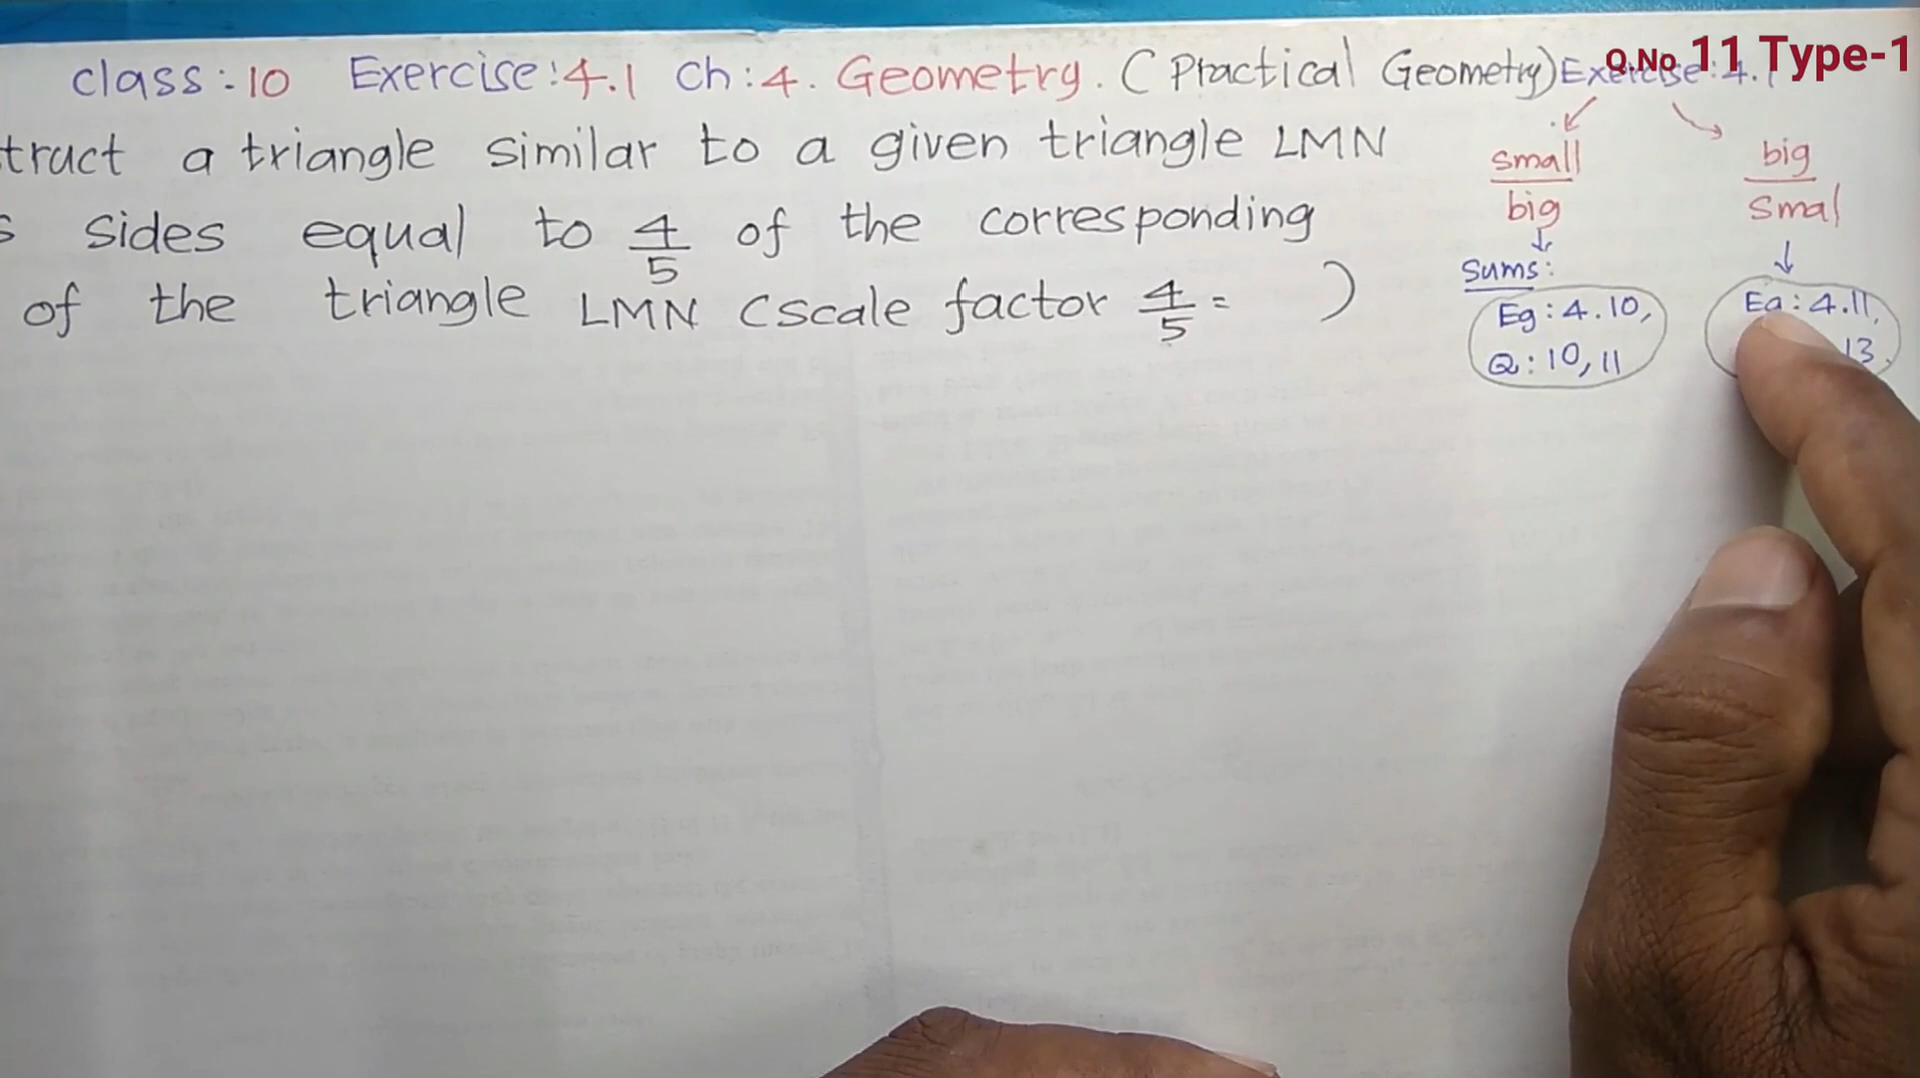 class : 10 Exercise : 4.1 Ch : 4. Geometry. ( Practical Geometry) Exercise : 4.1
Q.No 11 Type-1
truct a triangle similar to a given triangle LMN
s sides equal to 4/5 of the corresponding
of the triangle LMN (scale factor 4/5 = )
small
big
Sums:
Eg : 4.10,
Q : 10, 11
big
Smal
Eg : 4.11,
13